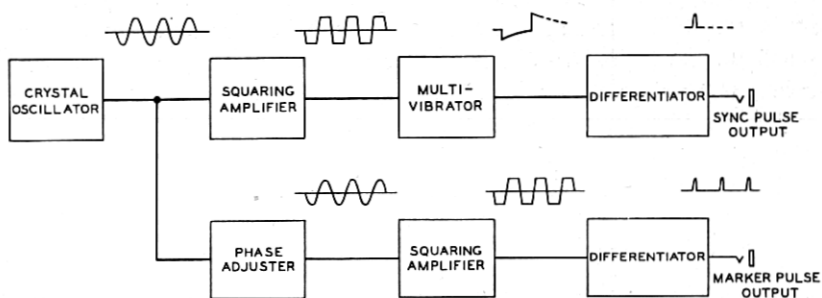 CRYSTAL
OSCILLATOR
SQUARING
AMPLIFIER
MULTI-
VIBRATOR
DIFFERENTIATOR
SYNC PULSE
OUTPUT
PHASE
ADJUSTER
SQUARING
AMPLIFIER
DIFFERENTIATOR
MARKER PULSE
OUTPUT